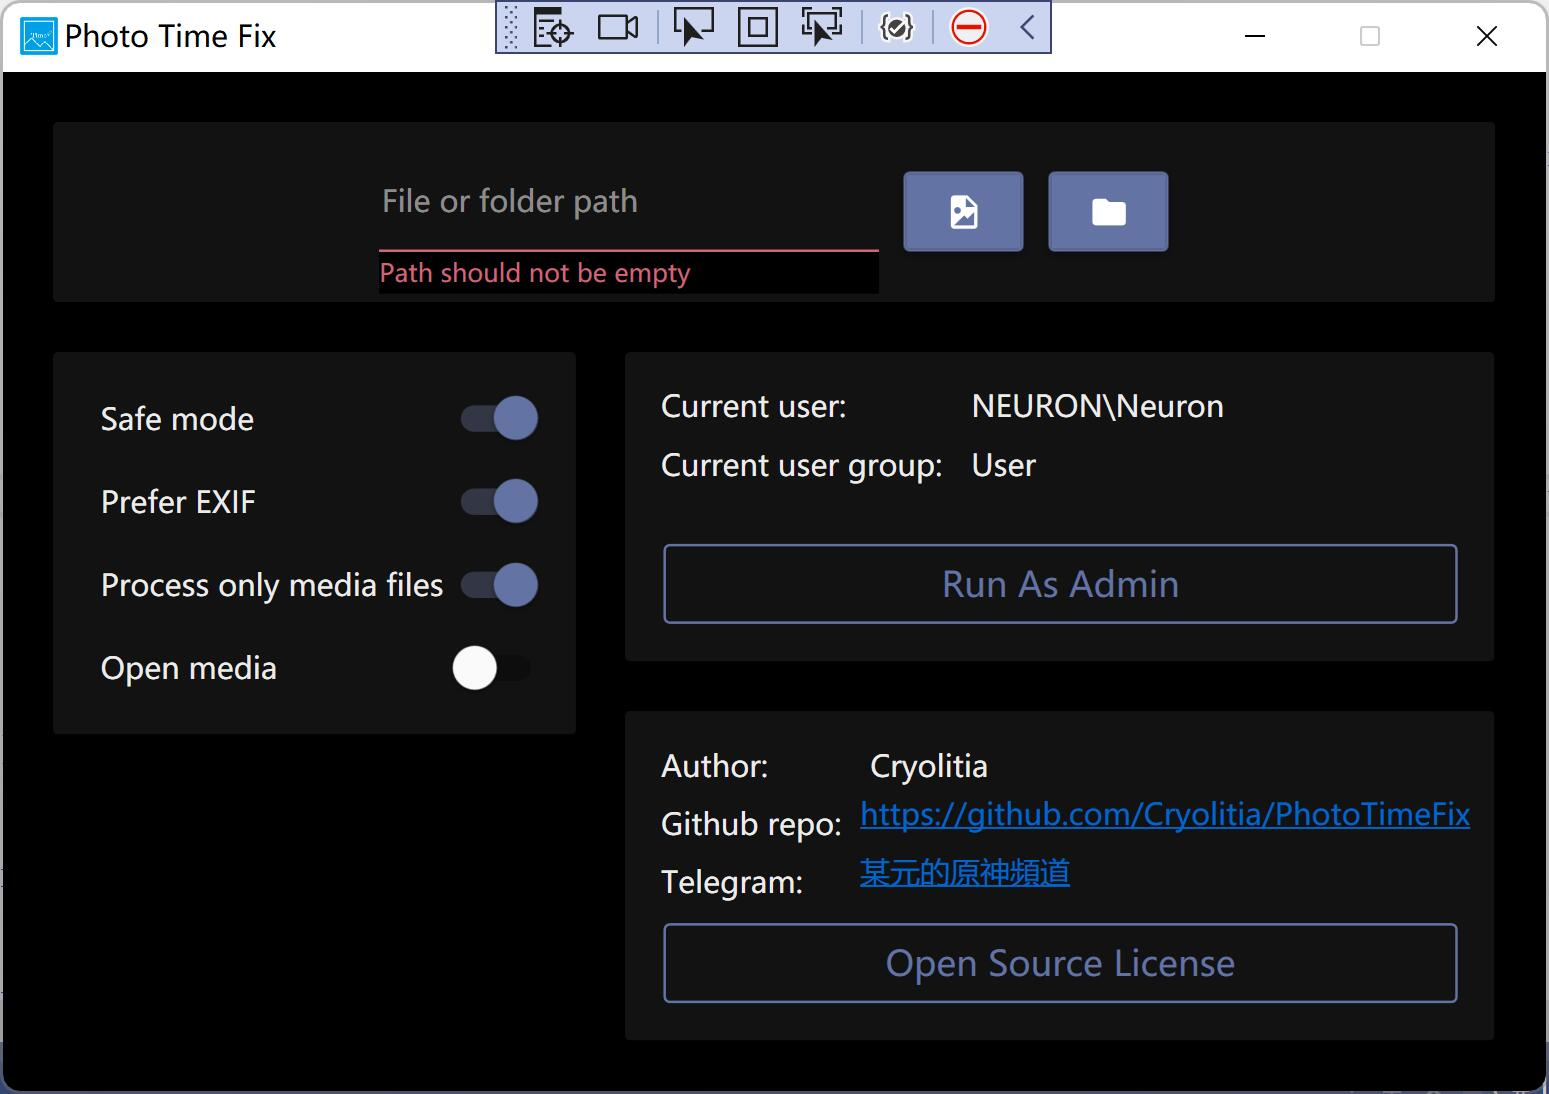 Photo Time Fix
File or folder path
Path should not be empty
Safe mode
Prefer EXIF
Process only media files
Open media
Current user: NEURON\Neuron
Current user group: User
Run As Admin
Author: Cryolitia
Github repo: https://github.com/Cryolitia/PhotoTimeFix
Telegram: 某元的原神頻道
Open Source License